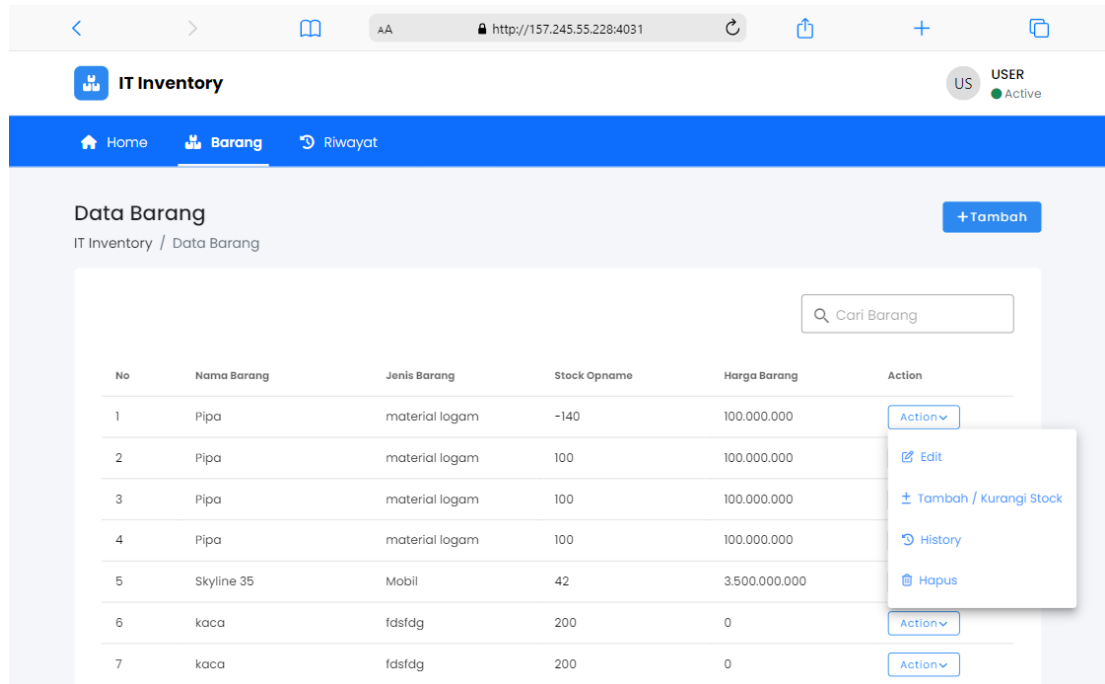 AA http://157.245.55.228:4031
IT Inventory
US USER
Active
Home Barang Riwayat
Data Barang
+Tambah
IT Inventory / Data Barang
Cari Barang
No Nama Barang Jenis Barang Stock Opname Harga Barang Action
1 Pipa material logam -140 100.000.000 Action
2 Pipa material logam 100 100.000.000
3 Pipa material logam 100 100.000.000
4 Pipa material logam 100 100.000.000
5 Skyline 35 Mobil 42 3.500.000.000
6 kaca fdsfdg 200 0 Action
7 kaca fdsfdg 200 0 Action
Edit
± Tambah / Kurangi Stock
History
Hapus